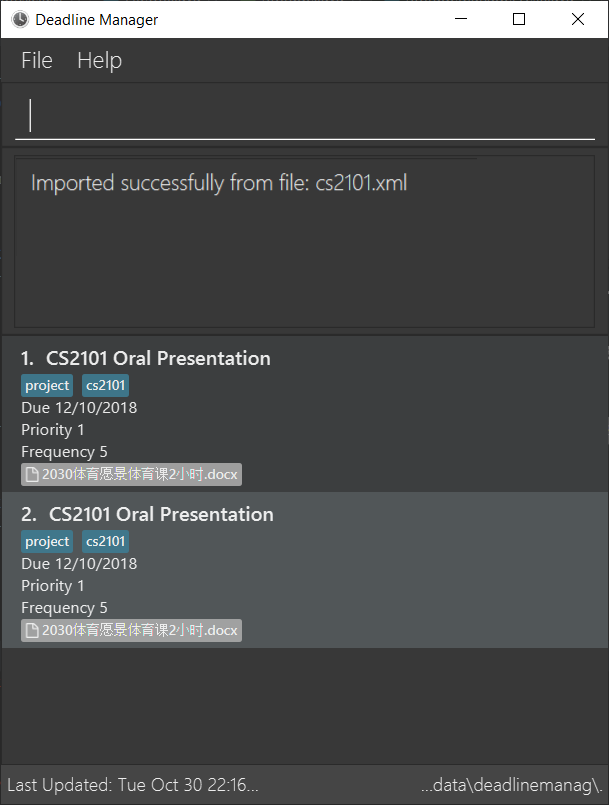 Deadline Manager
File Help
Imported successfully from file: cs2101.xml
1. CS2101 Oral Presentation
project cs2101
Due 12/10/2018
Priority 1
Frequency 5
2030体育愿景体育课2小时.docx
2. CS2101 Oral Presentation
project cs2101
Due 12/10/2018
Priority 1
Frequency 5
2030体育愿景体育课2小时.docx
Last Updated: Tue Oct 30 22:16... ...data\deadlinemanag\.